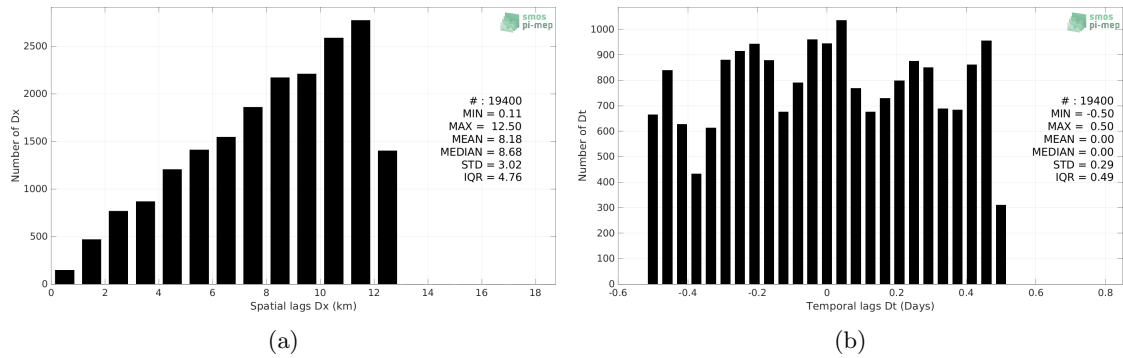 smos
pi-mep
2500
2000
1500
1000
500
0
Number of Dx
# : 19400
MIN = 0.11
MAX = 12.50
MEAN = 8.18
MEDIAN = 8.68
STD = 3.02
IQR = 4.76
0 2 4 6 8 10 12 14 16 18
Spatial lags Dx (km)
(a)
smos
pi-mep
1000
900
800
700
600
500
400
300
200
100
0
Number of Dt
# : 19400
MIN = -0.50
MAX = 0.50
MEAN = 0.00
MEDIAN = 0.00
STD = 0.29
IQR = 0.49
-0.6 -0.4 -0.2 0 0.2 0.4 0.6 0.8
Temporal lags Dt (Days)
(b)